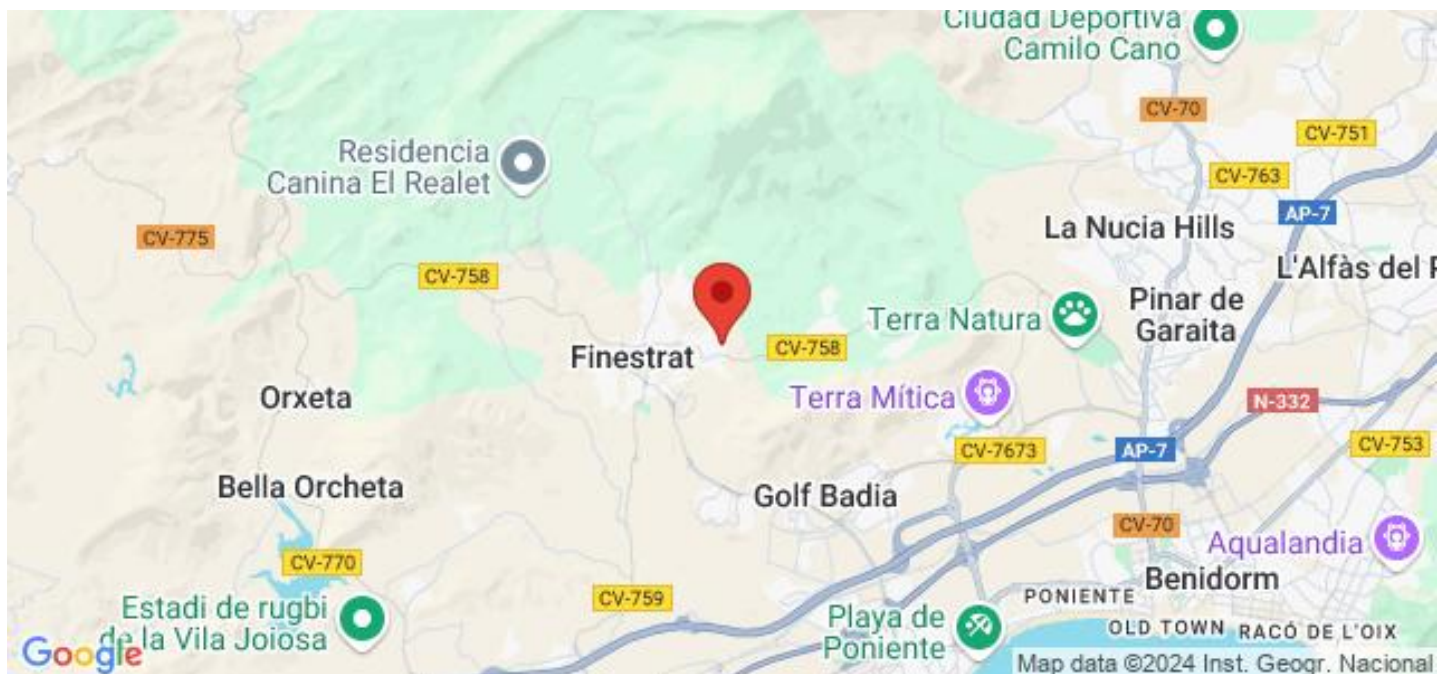 Ciudad Deportiva
Camilo Cano
CV-70
CV-751
Residencia
Canina El Realet
CV-763
AP-7
La Nucia Hills
CV-775
CV-758
L'Alfàs del P
Pinar de
Garaita
Terra Natura
CV-758
Finestrat
Terra Mítica
Orxeta
N-332
CV-7673
AP-7
CV-753
Bella Orcheta
Golf Badia
CV-70
Aqualandia
CV-770
Benidorm
CV-759
PONIENTE
Estadi de rugbi
de la Vila Joiosa
Playa de
Poniente
OLD TOWN
RACÓ DE L'OIX
Google
Map data ©2024 Inst. Geogr. Nacional